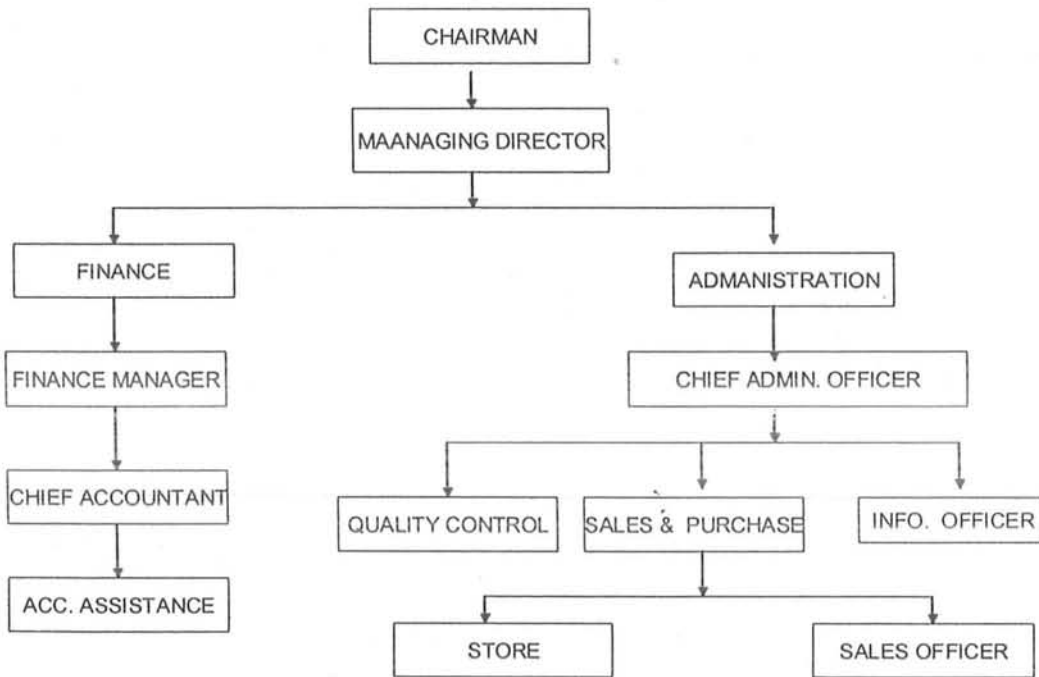 CHAIRMAN
MAANAGING DIRECTOR
FINANCE
ADMANISTRATION
FINANCE MANAGER
CHIEF ADMIN. OFFICER
CHIEF ACCOUNTANT
QUALITY CONTROL
SALES & PURCHASE
INFO. OFFICER
ACC. ASSISTANCE
STORE
SALES OFFICER